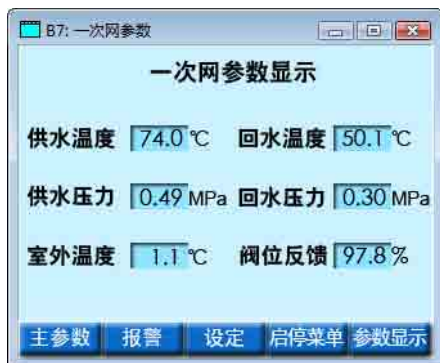 B7: 一次网参数
一次网参数显示
供水温度 74.0 ℃ 回水温度 50.1 ℃
供水压力 0.49 MPa 回水压力 0.30 MPa
室外温度 1.1 ℃ 阀位反馈 97.8 %
主参数 报警 设定 启停菜单 参数显示